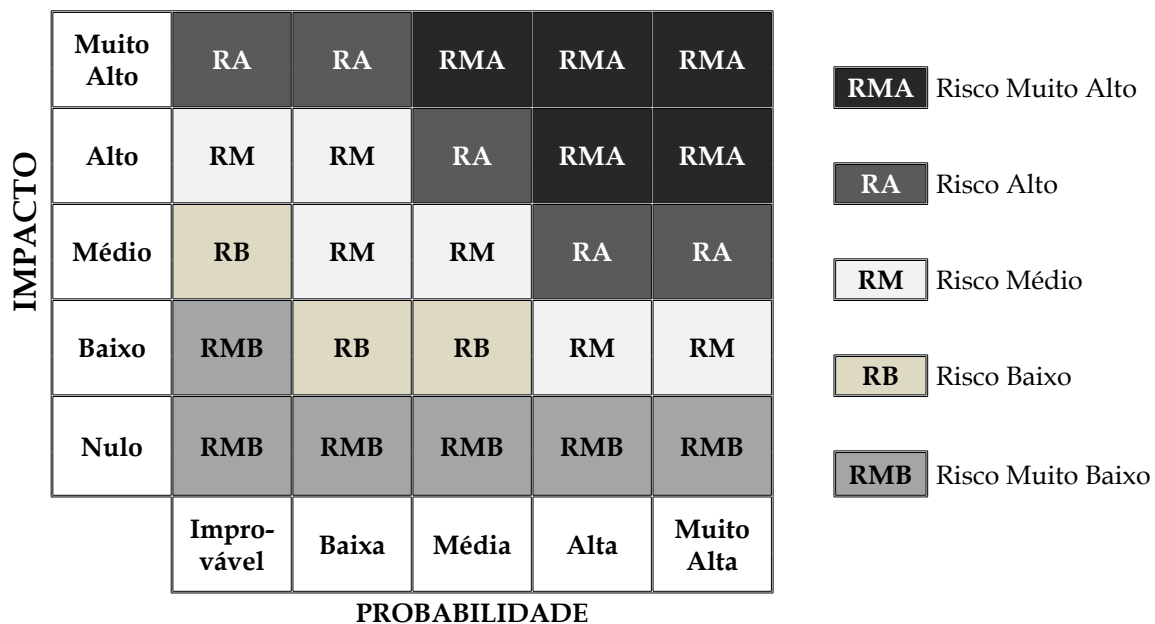 Muito
Alto
RA
RA
RMA
RMA
RMA
Alto
RM
RM
RA
RMA
RMA
Médio
RB
RM
RM
RA
RA
Baixo
RMB
RB
RB
RM
RM
Nulo
RMB
RMB
RMB
RMB
RMB
Impro-
vável
Baixa
Média
Alta
Muito
Alta
IMPACTO
PROBABILIDADE
RMA Risco Muito Alto
RA Risco Alto
RM Risco Médio
RB Risco Baixo
RMB Risco Muito Baixo